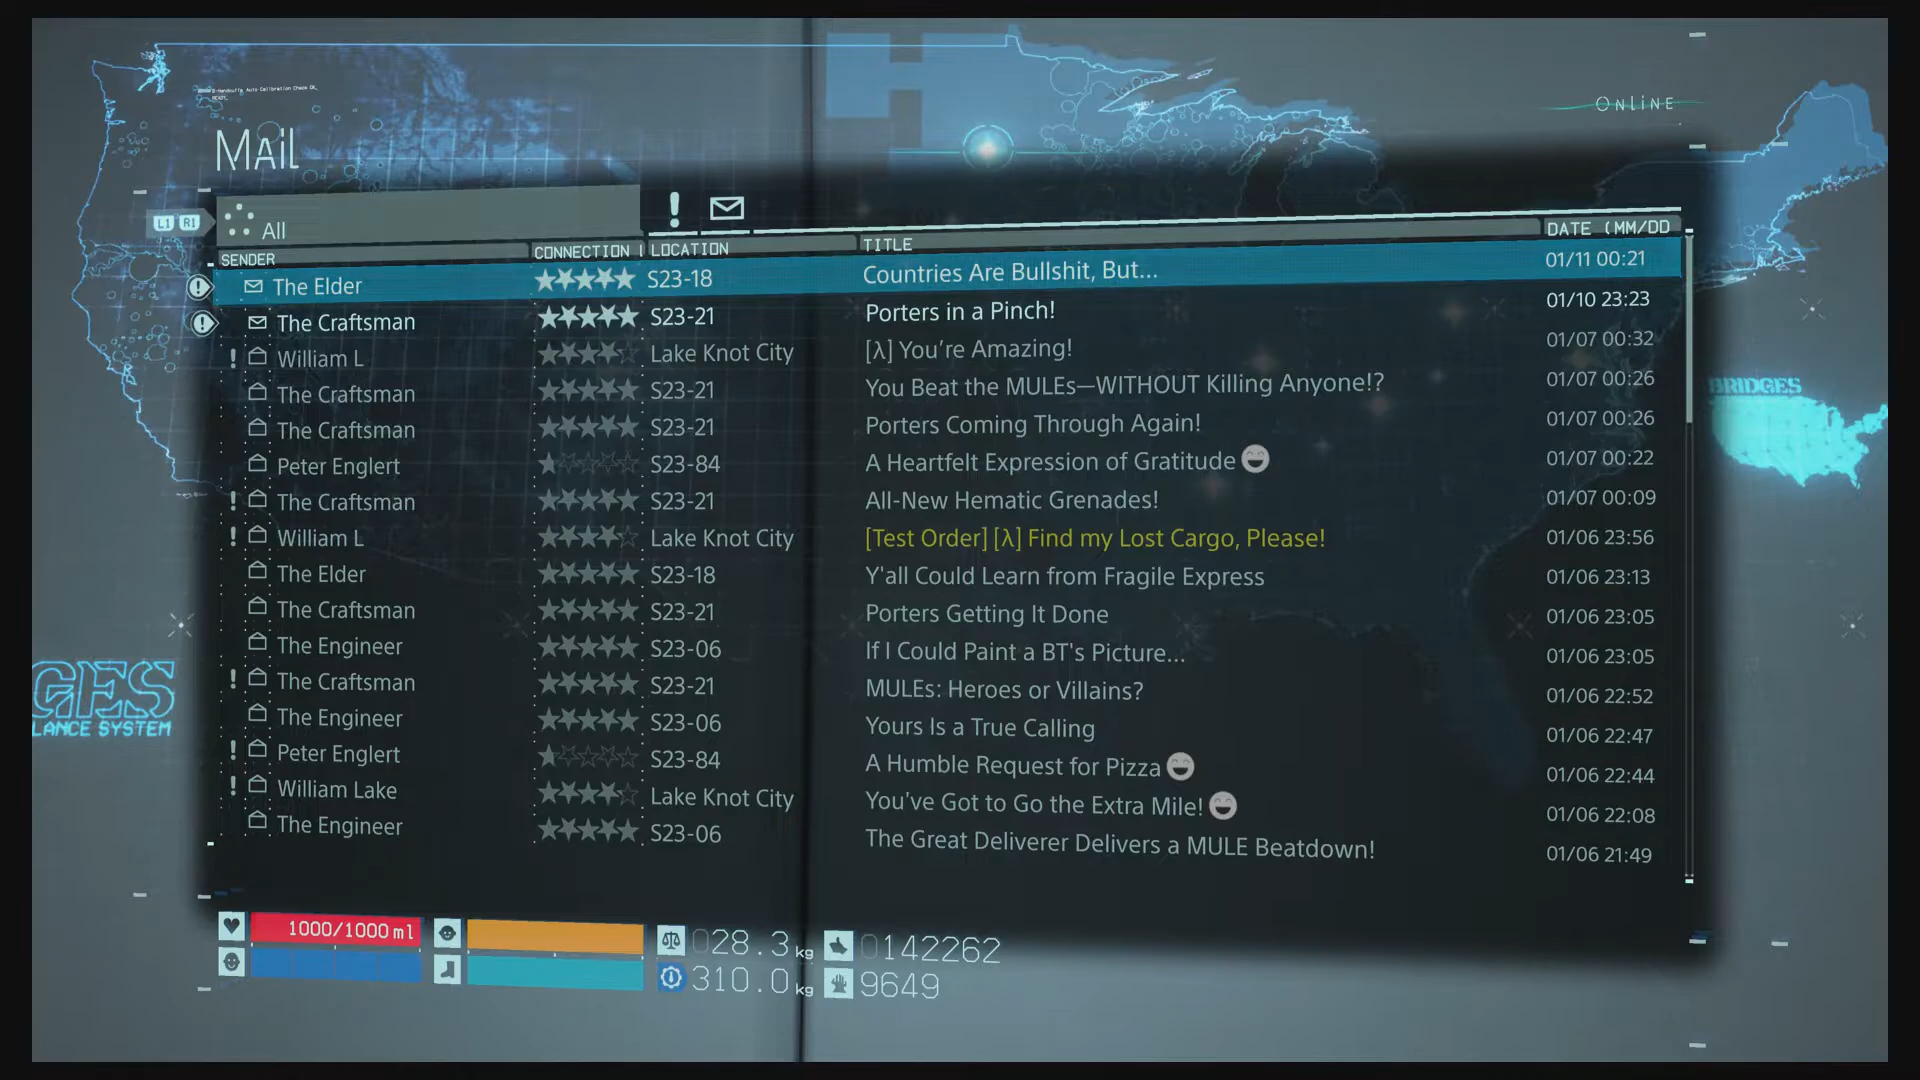 Q-Handcuffs Auto-Calibration Check OK_
READY_
Mail
ONLINE
L1 R1
All
SENDER CONNECTION L LOCATION TITLE DATE (MM/DD
The Elder ★★★★★ S23-18 Countries Are Bullshit, But... 01/11 00:21
The Craftsman ★★★★★ S23-21 Porters in a Pinch! 01/10 23:23
! William L ★★★★☆ Lake Knot City [λ] You're Amazing! 01/07 00:32
The Craftsman ★★★★★ S23-21 You Beat the MULEs—WITHOUT Killing Anyone!? 01/07 00:26
The Craftsman ★★★★★ S23-21 Porters Coming Through Again! 01/07 00:26
Peter Englert S23-84 A Heartfelt Expression of Gratitude 😄 01/07 00:22
! The Craftsman ★★★★★ S23-21 All-New Hematic Grenades! 01/07 00:09
! William L ★★★★☆ Lake Knot City [Test Order] [λ] Find my Lost Cargo, Please! 01/06 23:56
The Elder ★★★★★ S23-18 Y'all Could Learn from Fragile Express 01/06 23:13
The Craftsman ★★★★★ S23-21 Porters Getting It Done 01/06 23:05
The Engineer ★★★★★ S23-06 If I Could Paint a BT's Picture... 01/06 23:05
! The Craftsman ★★★★★ S23-21 MULEs: Heroes or Villains? 01/06 22:52
The Engineer ★★★★★ S23-06 Yours Is a True Calling 01/06 22:47
! Peter Englert S23-84 A Humble Request for Pizza 😄 01/06 22:44
! William Lake ★★★★☆ Lake Knot City You've Got to Go the Extra Mile! 😄 01/06 22:08
The Engineer ★★★★★ S23-06 The Great Deliverer Delivers a MULE Beatdown! 01/06 21:49
BRIDGES
GES
LANCE SYSTEM
1000/1000 ml 028.3 kg 0142262
310.0 kg 9649